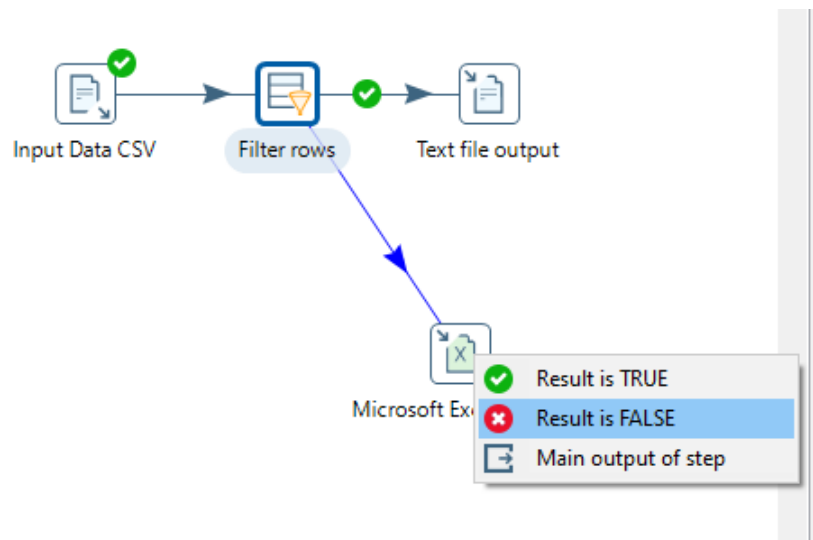 Input Data CSV
Filter rows
Text file output
Microsoft
Result is TRUE
Result is FALSE
Main output of step